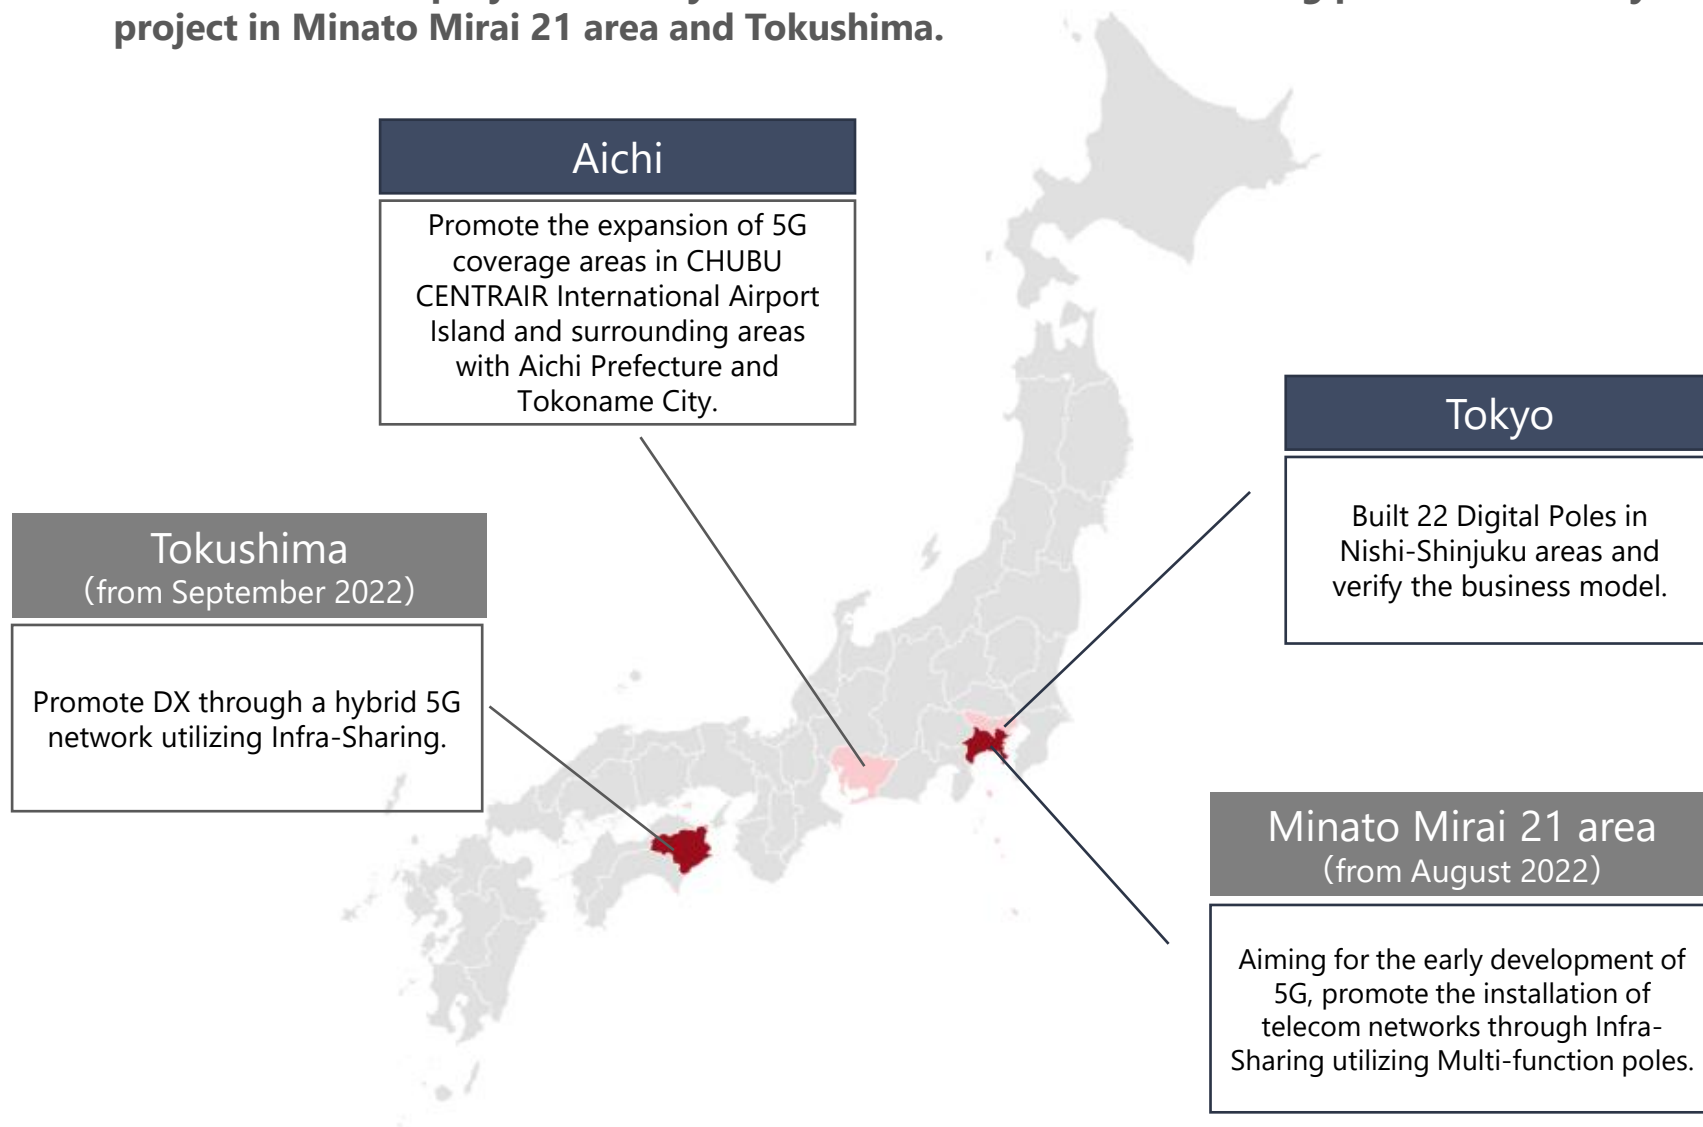 project in Minato Mirai 21 area and Tokushima.
Aichi
Promote the expansion of 5G
coverage areas in CHUBU
CENTRAIR International Airport
Island and surrounding areas
with Aichi Prefecture and
Tokoname City.
Tokyo
Built 22 Digital Poles in
Nishi-Shinjuku areas and
verify the business model.
Tokushima
（from September 2022）
Promote DX through a hybrid 5G
network utilizing Infra-Sharing.
Minato Mirai 21 area
（from August 2022）
Aiming for the early development of
5G, promote the installation of
telecom networks through Infra-
Sharing utilizing Multi-function poles.